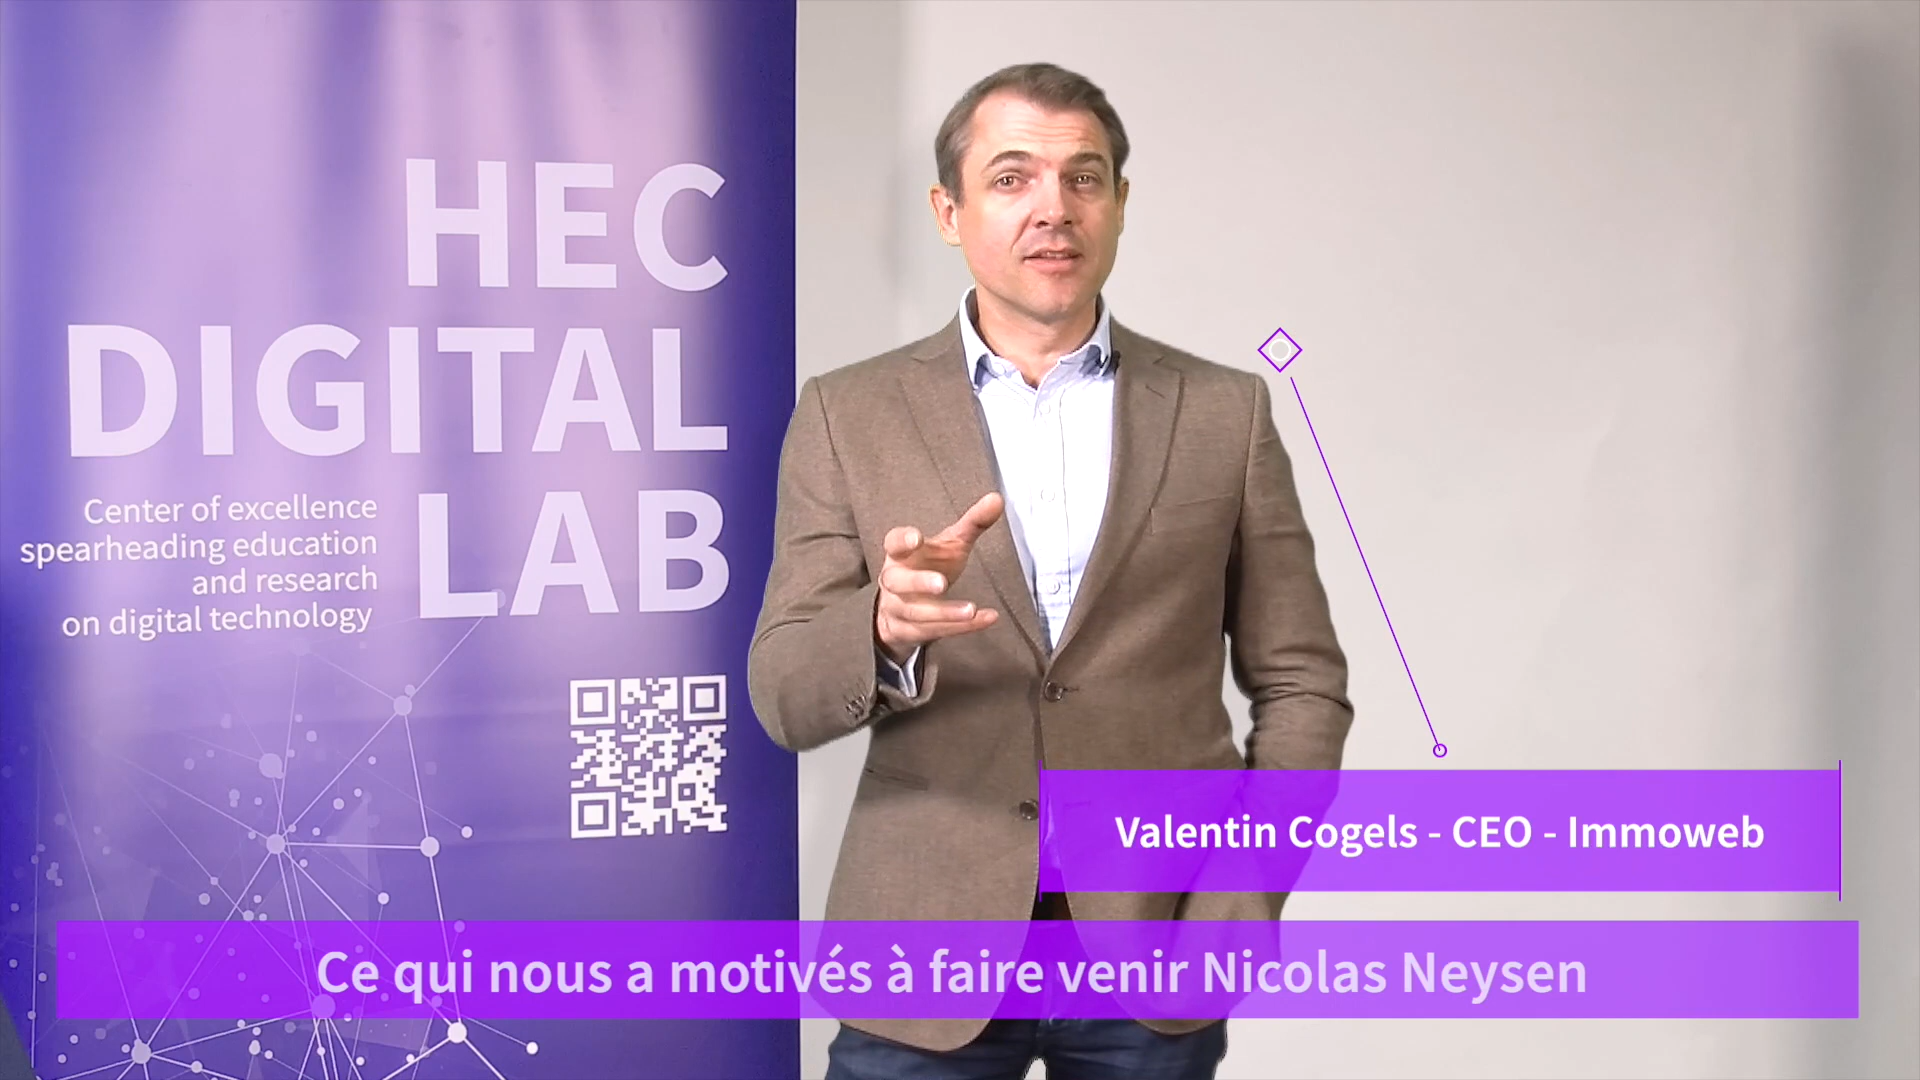 HEC
DIGITAL
LAB
Center of excellence
spearheading education
and research
on digital technology
Valentin Cogels - CEO - Immoweb
Ce qui nous a motivés à faire venir Nicolas Neysen